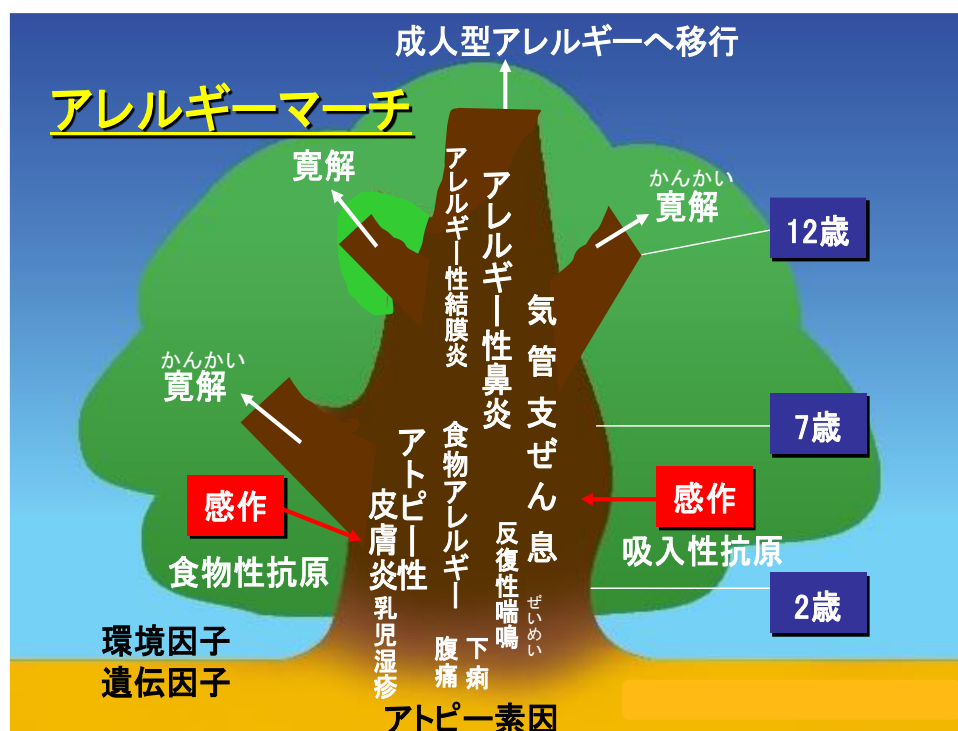 成人型アレルギーへ移行
アレルギーマーチ
寛解
かんかい
寛解
12歳
アレルギー性結膜炎
アレルギー性鼻炎
気管支ぜん息
かんかい
寛解
7歳
食物アレルギー
アトピー性
皮膚炎
感作
食物性抗原
感作
吸入性抗原
反復性喘鳴
ぜいめい
2歳
乳児湿疹
腹痛
下痢
環境因子
遺伝因子
アトピー素因